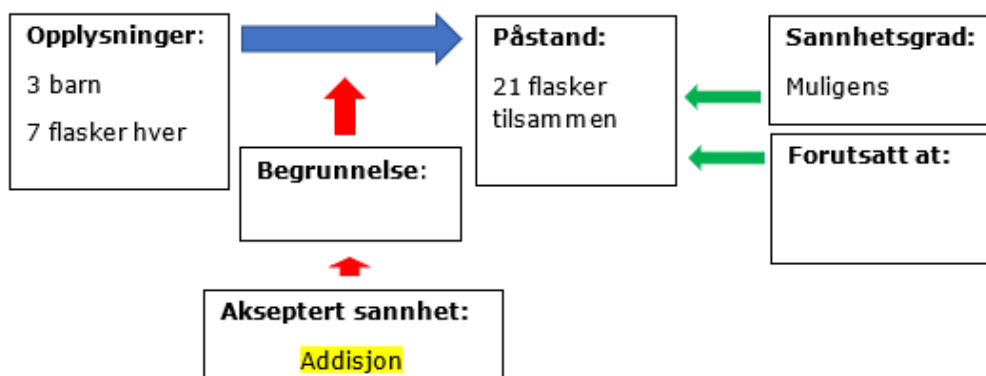 Opplysninger:
3 barn
7 flasker hver
Påstand:
21 flasker
tilsammen
Sannhetsgrad:
Muligens
Forutsatt at:
Begrunnelse:
Akseptert sannhet:
Addisjon